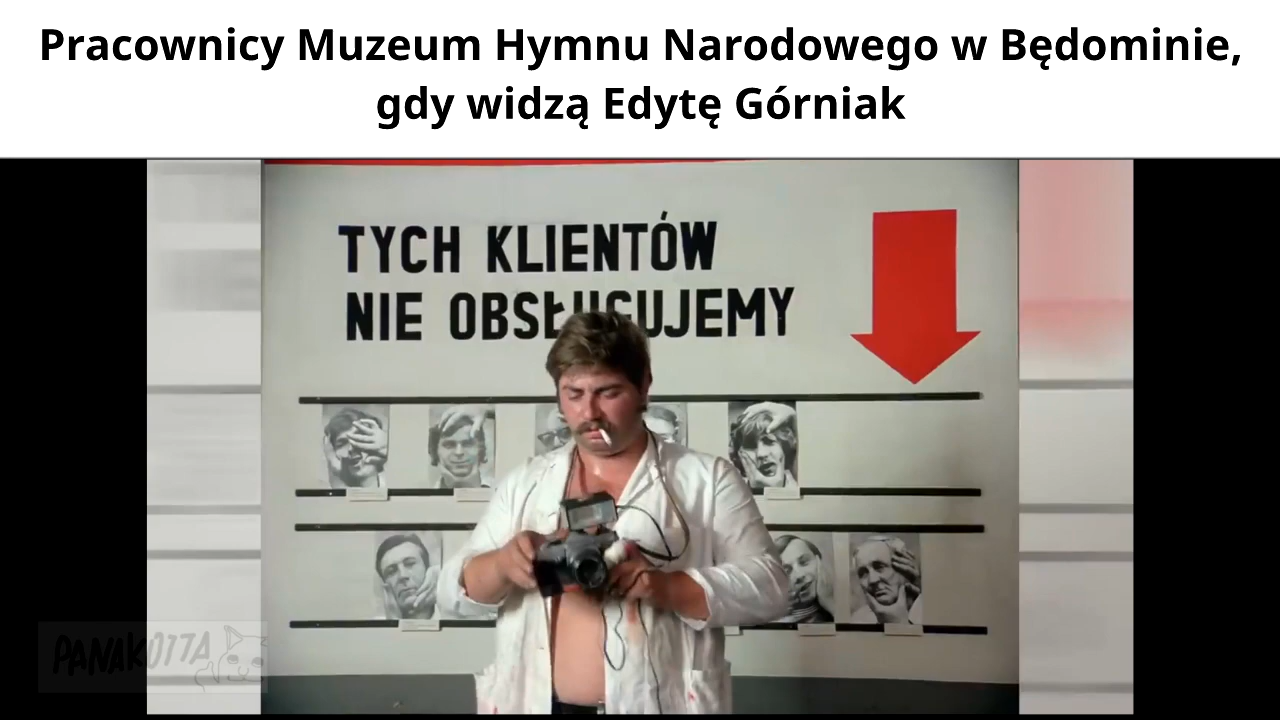 Pracownicy Muzeum Hymnu Narodowego w Będominie,
gdy widzą Edytę Górniak
TYCH KLIENTÓW
NIE OBSŁUGUJEMY
PANAKOTTA